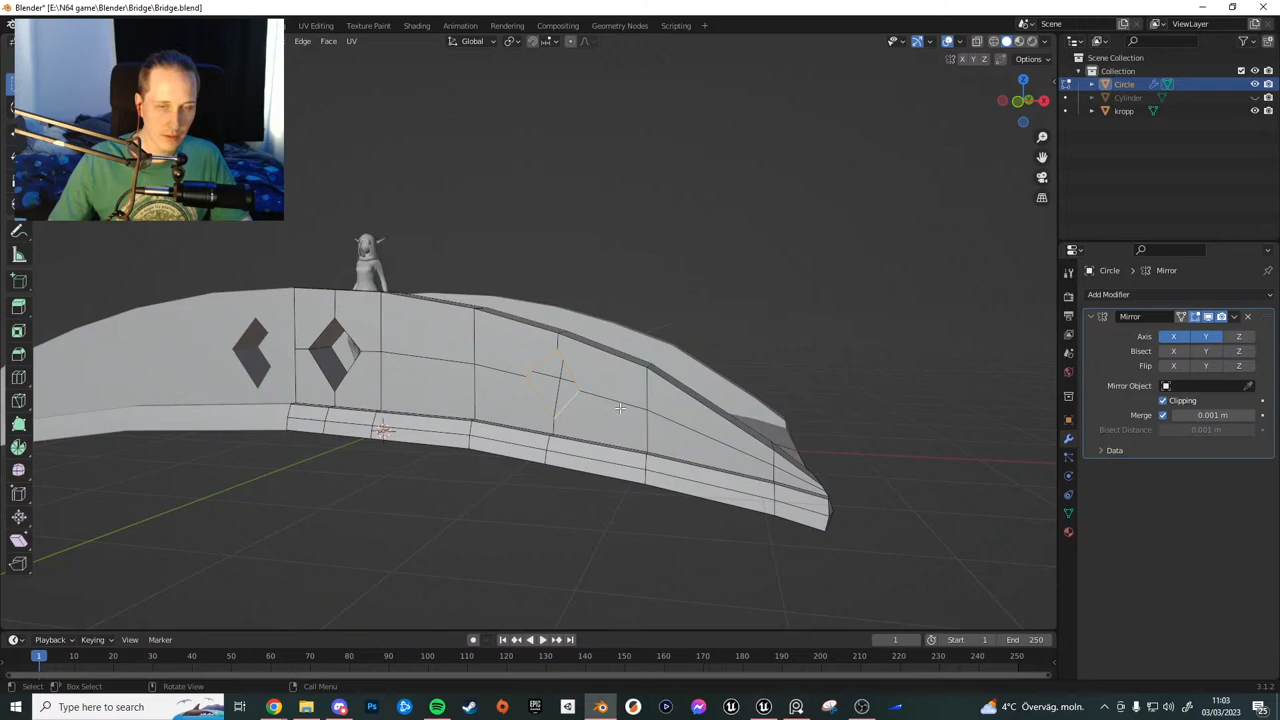 Blender* [E:\N64 game\Blender\Bridge\Bridge.blend]
UV Editing
Texture Paint
Shading
Animation
Rendering
Compositing
Geometry Nodes
Scripting
+
Scene
ViewLayer
Edge
Face
UV
Global
X
Y
Z
Options
Scene Collection
Collection
Circle
Cylinder
kropp
Z
X
Circle
Mirror
Add Modifier
Mirror
Axis
X
Y
Z
Bisect
X
Y
Z
Flip
X
Y
Z
Mirror Object
Clipping
Merge
0.001 m
Bisect Distance
0.001 m
Data
Playback
Keying
View
Marker
1
Start
1
End
250
1
10
20
30
40
50
60
70
80
90
100
110
120
130
140
150
160
170
180
190
200
210
220
230
240
250
Select
Box Select
Rotate View
Call Menu
3.1.2
Type here to search
4°C Överväg. moln.
11:03
03/03/2023